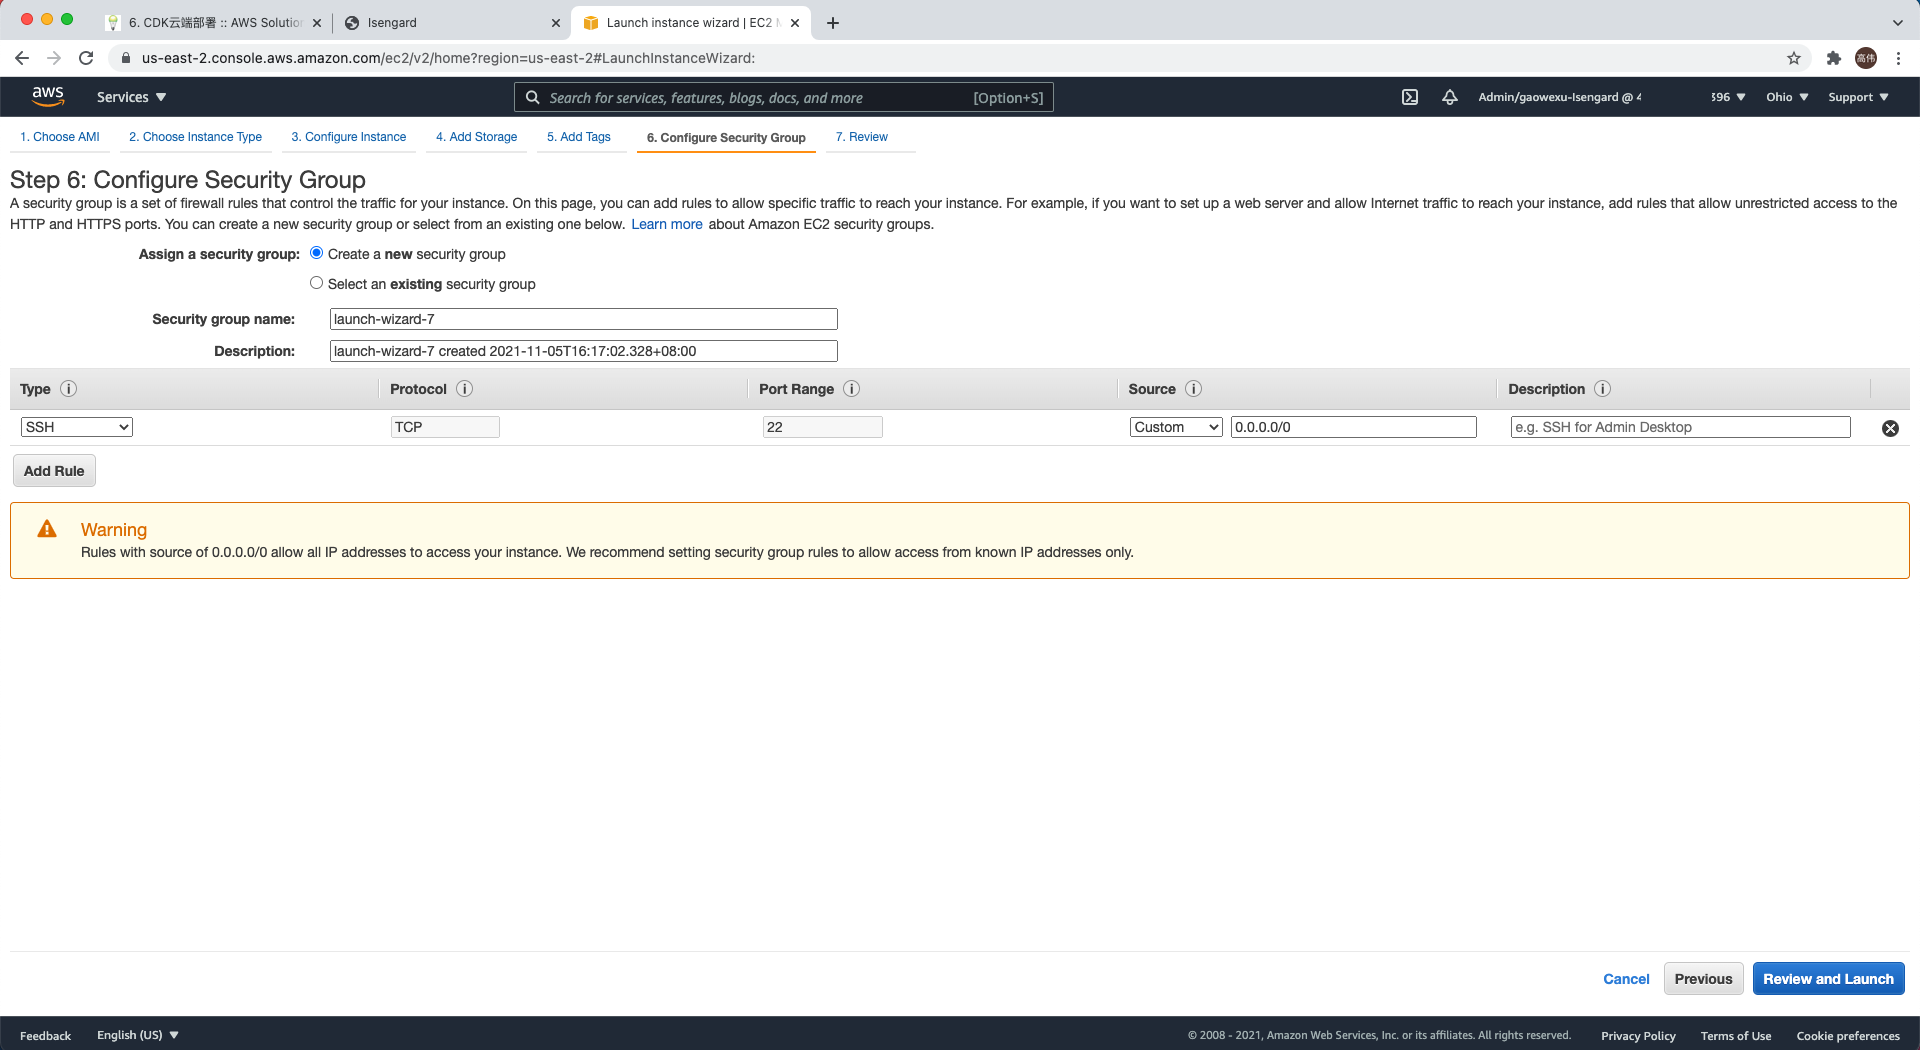 6. CDK云端部署 :: AWS Solution
Isengard
Launch instance wizard | EC2 M
us-east-2.console.aws.amazon.com/ec2/v2/home?region=us-east-2#LaunchInstanceWizard:
高伟
aws
Services
Search for services, features, blogs, docs, and more
[Option+S]
Admin/gaowexu-Isengard @ 4
396
Ohio
Support
1. Choose AMI
2. Choose Instance Type
3. Configure Instance
4. Add Storage
5. Add Tags
6. Configure Security Group
7. Review
Step 6: Configure Security Group
A security group is a set of firewall rules that control the traffic for your instance. On this page, you can add rules to allow specific traffic to reach your instance. For example, if you want to set up a web server and allow Internet traffic to reach your instance, add rules that allow unrestricted access to the
HTTP and HTTPS ports. You can create a new security group or select from an existing one below. Learn more about Amazon EC2 security groups.
Assign a security group:
Create a new security group
Select an existing security group
Security group name:
launch-wizard-7
Description:
launch-wizard-7 created 2021-11-05T16:17:02.328+08:00
Type
Protocol
Port Range
Source
Description
SSH
TCP
22
Custom
0.0.0.0/0
e.g. SSH for Admin Desktop
Add Rule
Warning
Rules with source of 0.0.0.0/0 allow all IP addresses to access your instance. We recommend setting security group rules to allow access from known IP addresses only.
Cancel
Previous
Review and Launch
Feedback
English (US)
© 2008 - 2021, Amazon Web Services, Inc. or its affiliates. All rights reserved.
Privacy Policy
Terms of Use
Cookie preferences